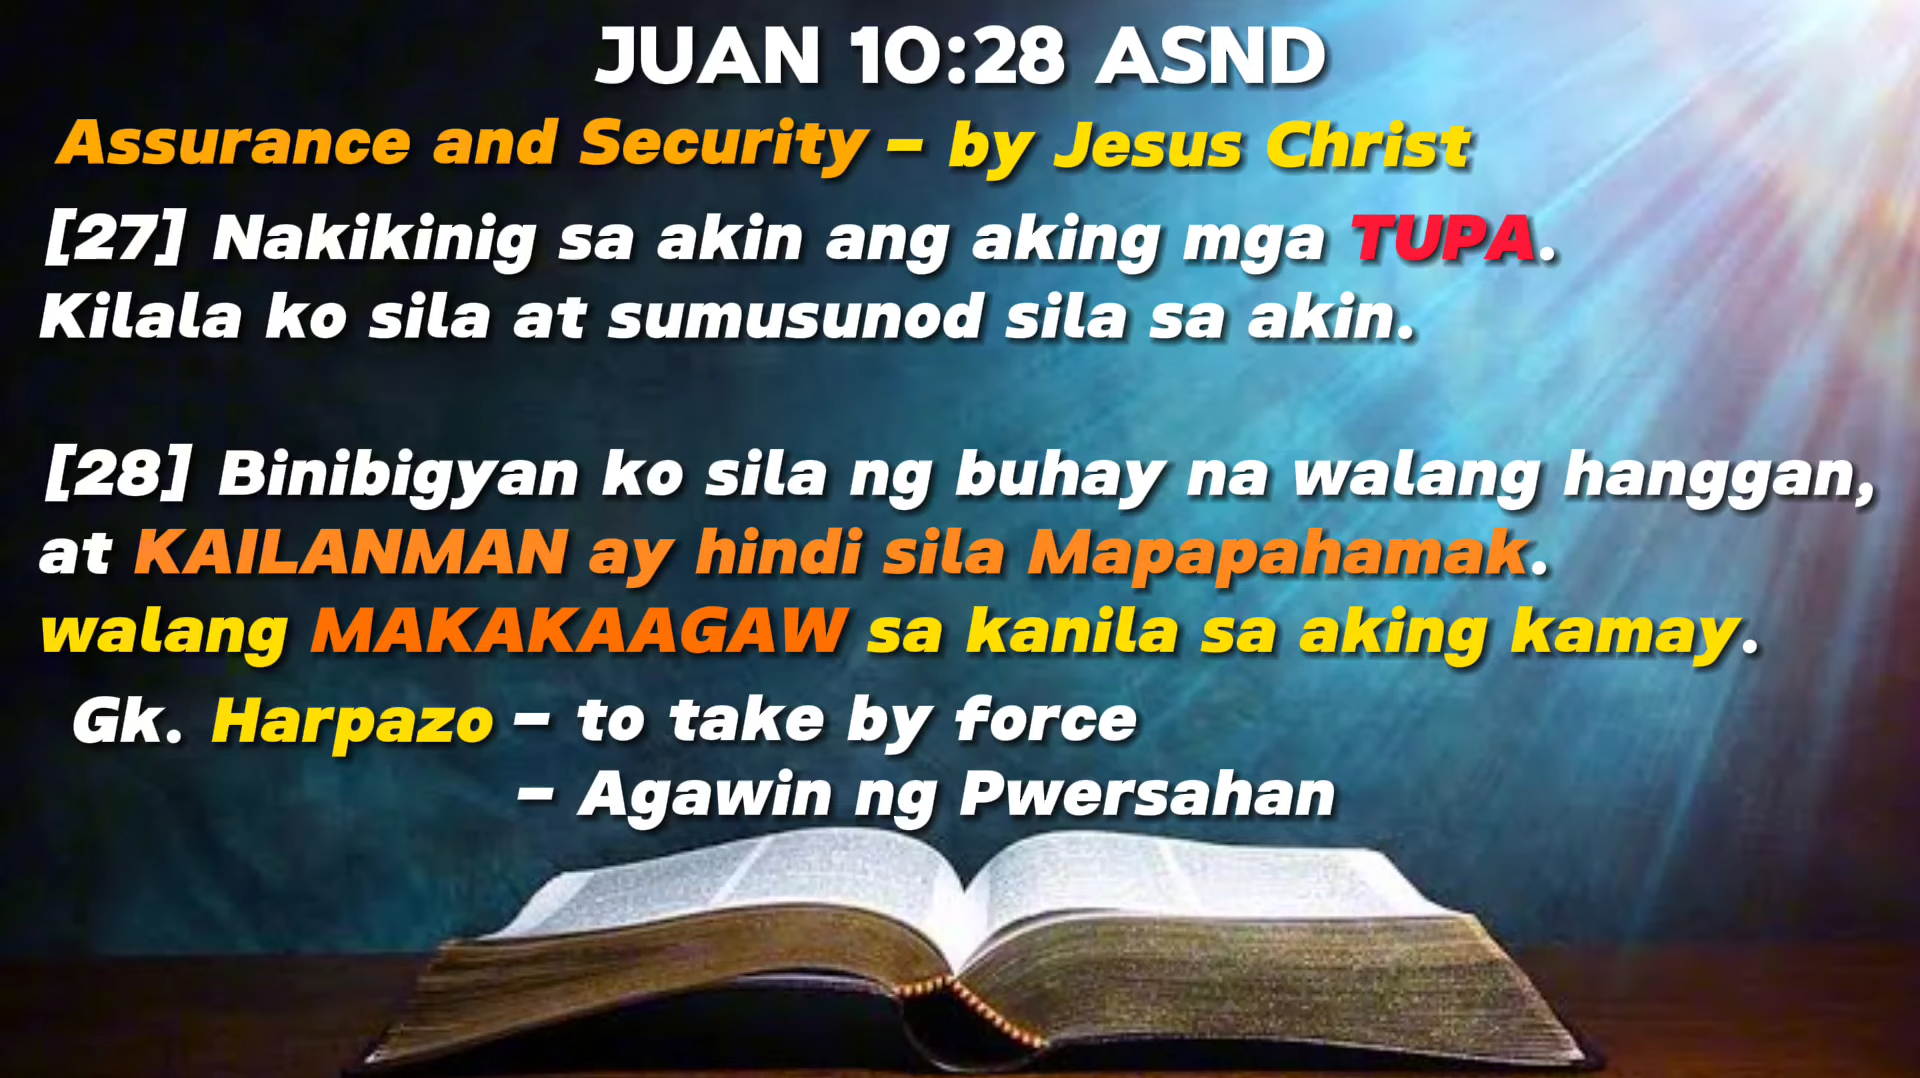 JUAN 10:28 ASND
Assurance and Security – by Jesus Christ
[27] Nakikinig sa akin ang aking mga TUPA.
Kilala ko sila at sumusunod sila sa akin.
[28] Binibigyan ko sila ng buhay na walang hanggan,
at KAILANMAN ay hindi sila Mapapahamak.
walang MAKAKAAGAW sa kanila sa aking kamay.
Gk. Harpazo – to take by force
– Agawin ng Pwersahan